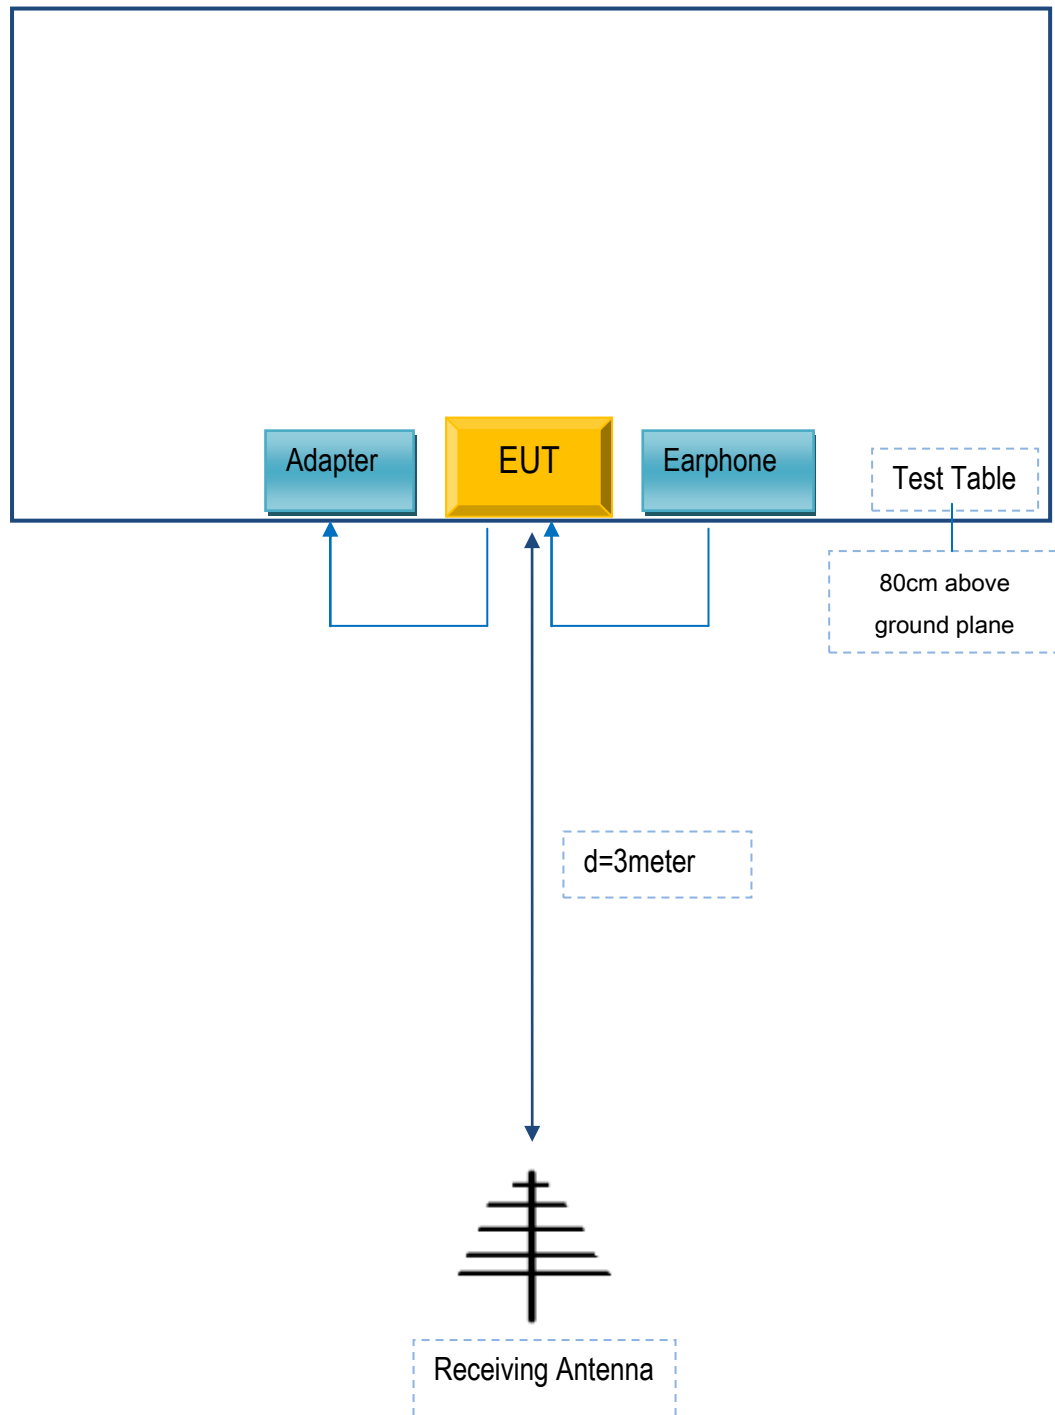 Adapter
EUT
Earphone
Test Table
80cm above
ground plane
d=3meter
Receiving Antenna